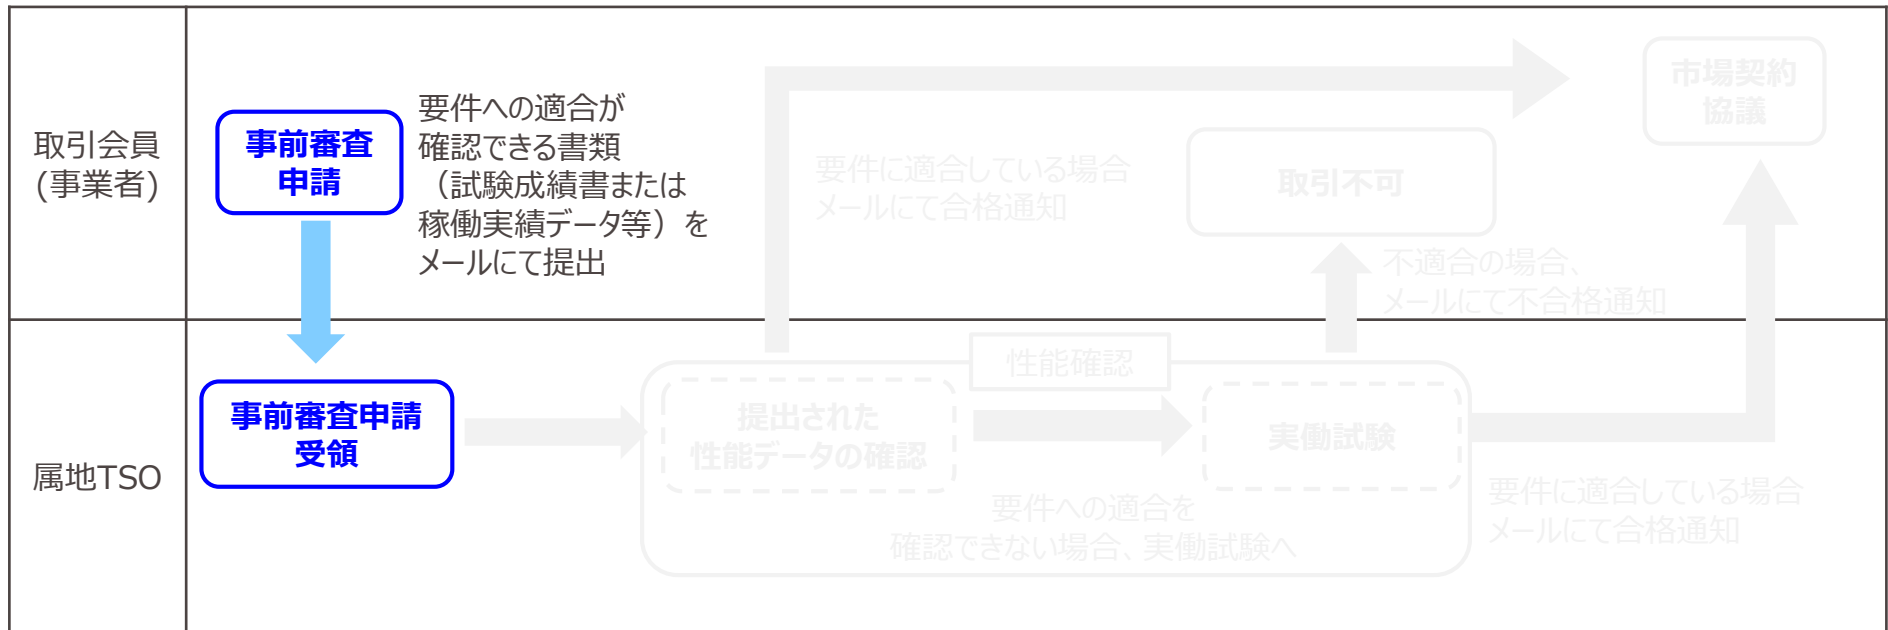 取引会員
(事業者)
事前審査
申請
要件への適合が
確認できる書類
（試験成績書または
稼働実績データ等）を
メールにて提出
要件に適合している場合
メールにて合格通知
取引不可
市場契約
協議
不適合の場合、
メールにて不合格通知
属地TSO
事前審査申請
受領
性能確認
提出された
性能データの確認
実働試験
要件への適合を
確認できない場合、実働試験へ
要件に適合している場合
メールにて合格通知